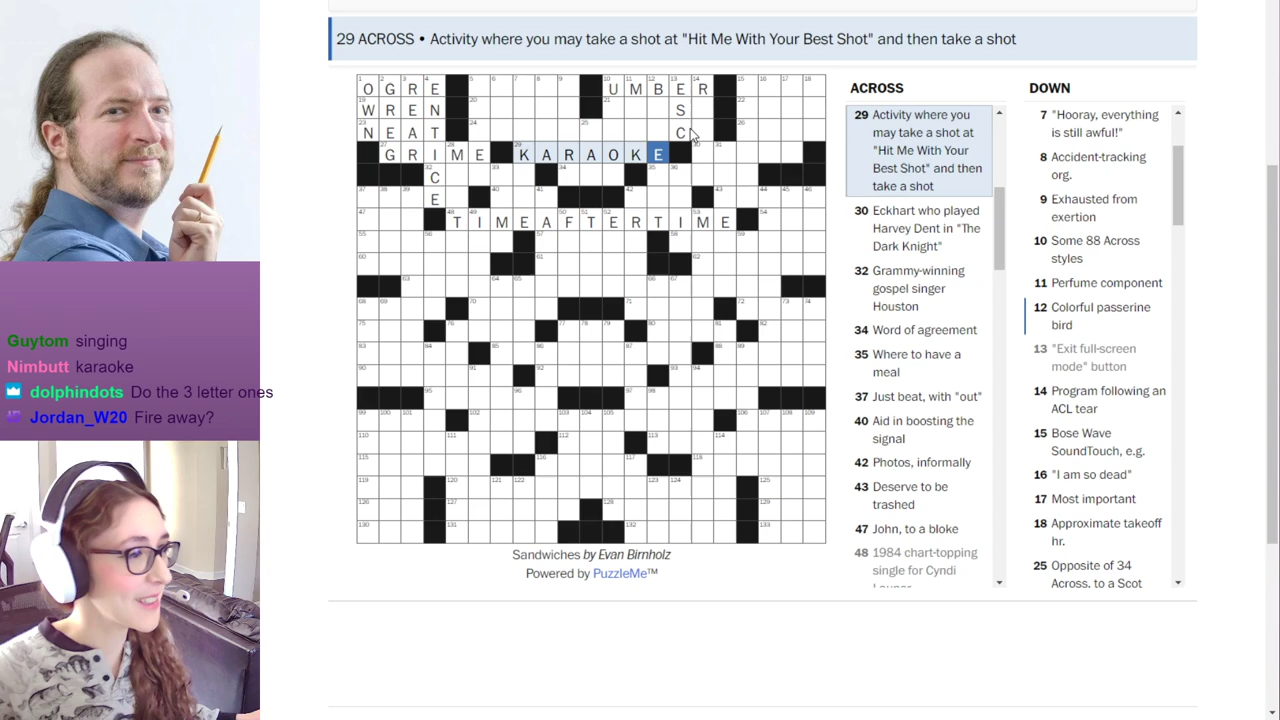 29 ACROSS • Activity where you may take a shot at "Hit Me With Your Best Shot" and then take a shot
OGRE UMBER
WREN S
NEAT C
GRIME KARAOKE
C
E
TIMEAFTERTIME
Sandwiches by Evan Birnholz
Powered by PuzzleMe™
ACROSS
29 Activity where you
may take a shot at
"Hit Me With Your
Best Shot" and then
take a shot
30 Eckhart who played
Harvey Dent in "The
Dark Knight"
32 Grammy-winning
gospel singer
Houston
34 Word of agreement
35 Where to have a
meal
37 Just beat, with "out"
40 Aid in boosting the
signal
42 Photos, informally
43 Deserve to be
trashed
47 John, to a bloke
48 1984 chart-topping
single for Cyndi
DOWN
7 "Hooray, everything
is still awful!"
8 Accident-tracking
org.
9 Exhausted from
exertion
10 Some 88 Across
styles
11 Perfume component
12 Colorful passerine
bird
13 "Exit full-screen
mode" button
14 Program following an
ACL tear
15 Bose Wave
SoundTouch, e.g.
16 "I am so dead"
17 Most important
18 Approximate takeoff
hr.
25 Opposite of 34
Across, to a Scot
Guytom singing
Nimbutt karaoke
dolphindots Do the 3 letter ones
Jordan_W20 Fire away?